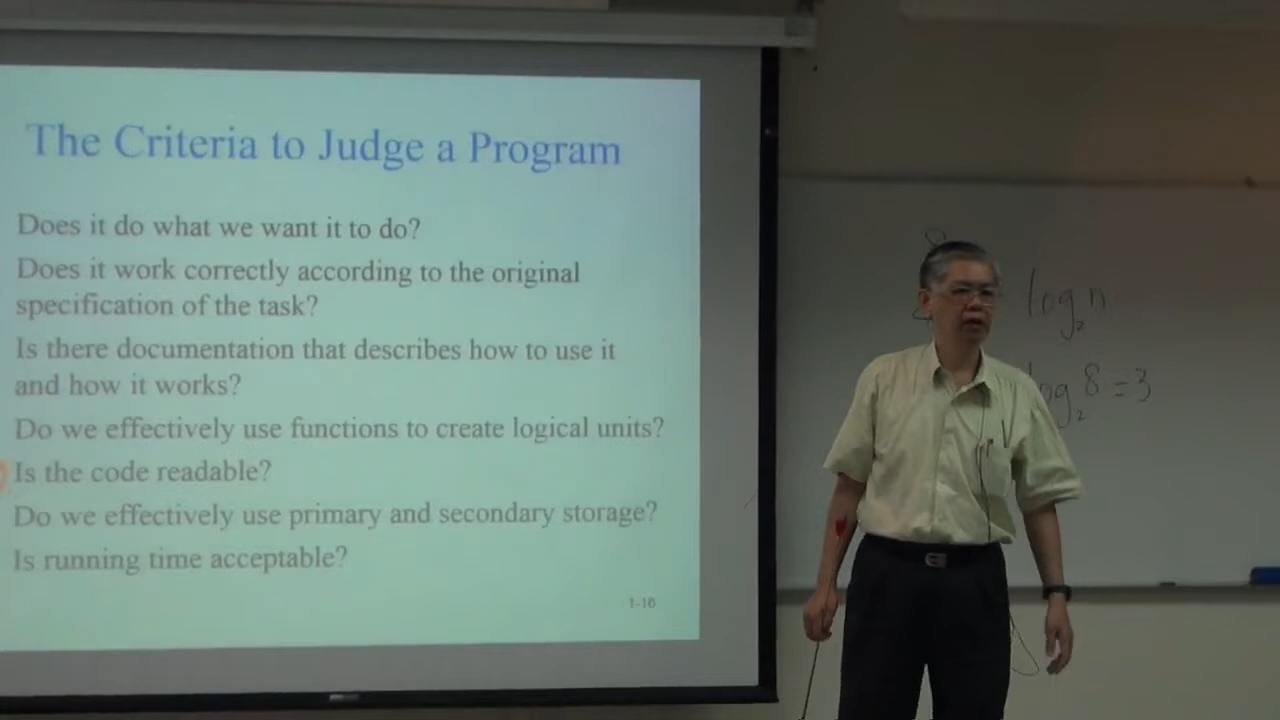 The Criteria to Judge a Program
Does it do what we want it to do?
Does it work correctly according to the original
specification of the task?
Is there documentation that describes how to use it
and how it works?
Do we effectively use functions to create logical units?
Is the code readable?
Do we effectively use primary and secondary storage?
Is running time acceptable?
1-16
log₂n
log₂8=3